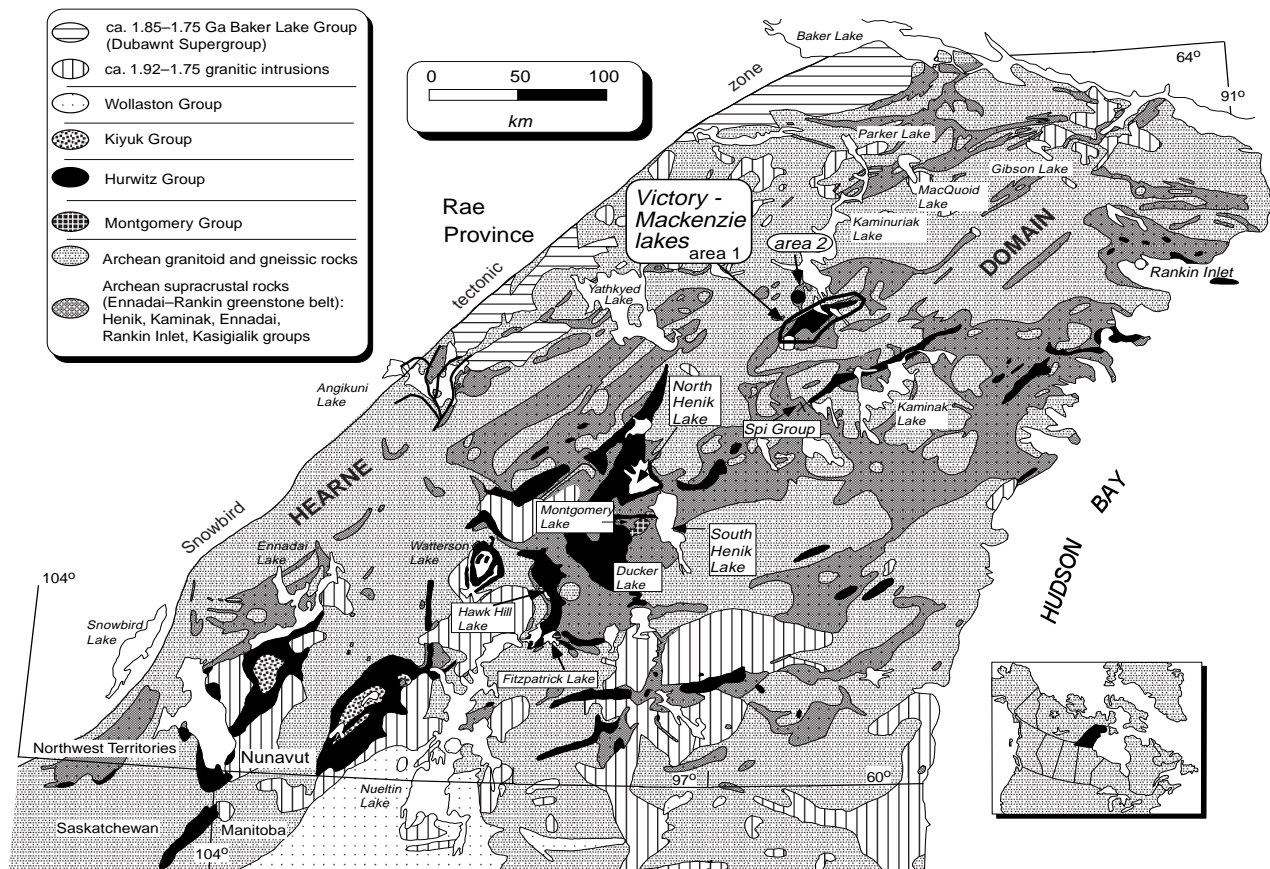 ca. 1.85–1.75 Ga Baker Lake Group
(Dubawnt Supergroup)
ca. 1.92–1.75 granitic intrusions
Wollaston Group
Kiyuk Group
Hurwitz Group
Montgomery Group
Archean granitoid and gneissic rocks
Archean supracrustal rocks
(Ennadai–Rankin greenstone belt):
Henik, Kaminak, Ennadai,
Rankin Inlet, Kasigialik groups
0 50 100
km
Baker Lake
64º
91º
zone
Parker Lake
Gibson Lake
MacQuoid
Lake
Kaminuriak
Lake
Rae
Province
Victory -
Mackenzie
lakes
area 1
area 2
DOMAIN
Rankin Inlet
tectonic
Yathkyed
Lake
Angikuni
Lake
North
Henik
Lake
Kaminak
Lake
Spi Group
HEARNE
Snowbird
BAY
HUDSON
Montgomery
Lake
South
Henik
Lake
Ennadai
Lake
Watterson
Lake
Ducker
Lake
104º
Hawk Hill
Lake
Snowbird
Lake
Fitzpatrick Lake
Northwest Territories
Nunavut
97º
60º
Nueltin
Lake
Saskatchewan
Manitoba
104º